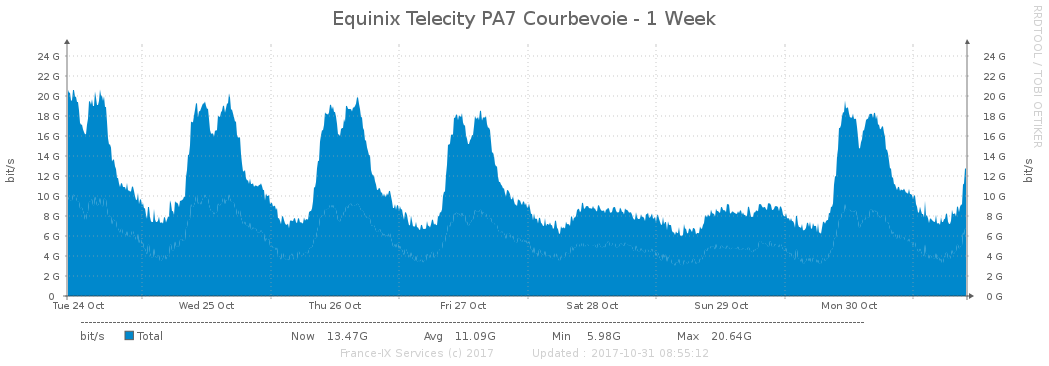 Equinix Telecity PA7 Courbevoie - 1 Week
RRDTOOL / TOBI OETIKER
bit/s
24 G
22 G
20 G
18 G
16 G
14 G
12 G
10 G
8 G
6 G
4 G
2 G
0
24 G
22 G
20 G
18 G
16 G
14 G
12 G
10 G
8 G
6 G
4 G
2 G
0 G
bit/s
Tue 24 Oct Wed 25 Oct Thu 26 Oct Fri 27 Oct Sat 28 Oct Sun 29 Oct Mon 30 Oct
bit/s Total Now 13.47G Avg 11.09G Min 5.98G Max 20.64G
France-IX Services (c) 2017 Updated : 2017-10-31 08:55:12